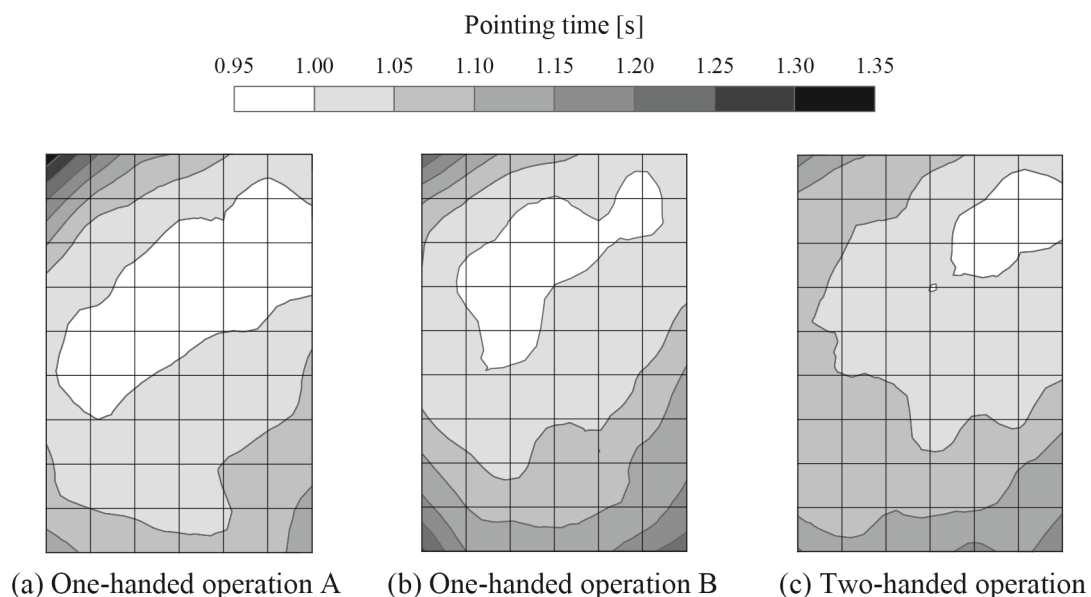 Pointing time [s]
0.95 1.00 1.05 1.10 1.15 1.20 1.25 1.30 1.35
(a) One-handed operation A (b) One-handed operation B (c) Two-handed operation